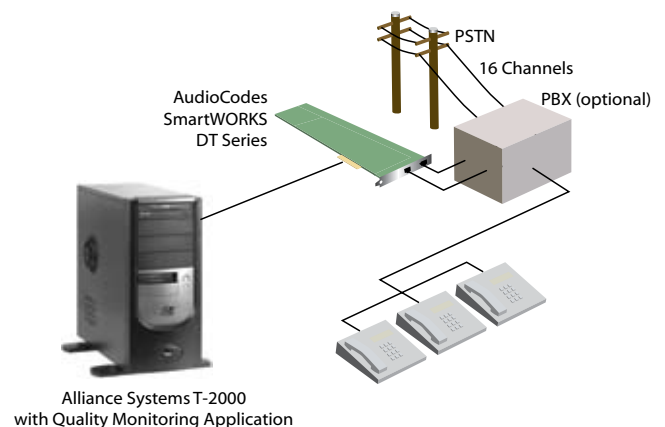 PSTN
16 Channels
PBX (optional)
AudioCodes
SmartWORKS
DT Series
Alliance Systems T-2000
with Quality Monitoring Application